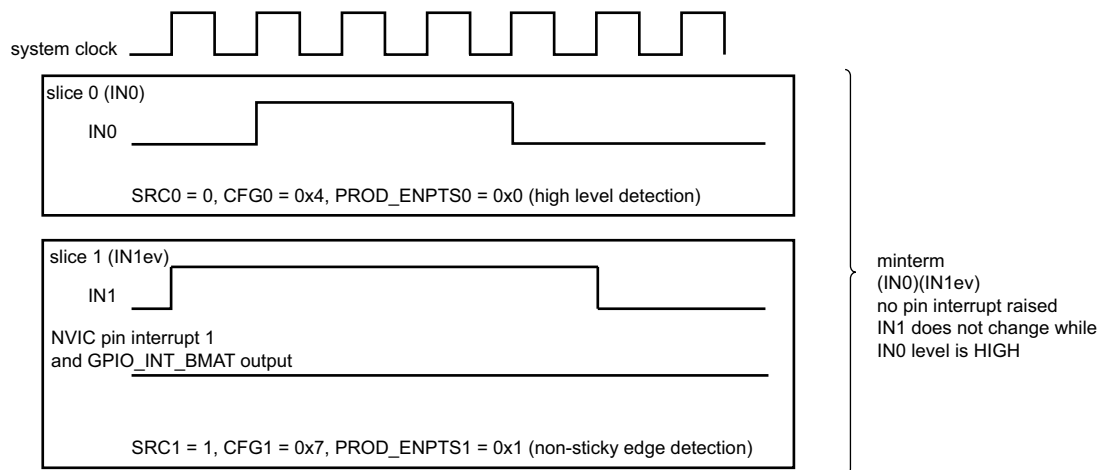 system clock
slice 0 (IN0)
IN0
SRC0 = 0, CFG0 = 0x4, PROD_ENPTS0 = 0x0 (high level detection)
slice 1 (IN1ev)
IN1
NVIC pin interrupt 1
and GPIO_INT_BMAT output
SRC1 = 1, CFG1 = 0x7, PROD_ENPTS1 = 0x1 (non-sticky edge detection)
minterm
(IN0)(IN1ev)
no pin interrupt raised
IN1 does not change while
IN0 level is HIGH